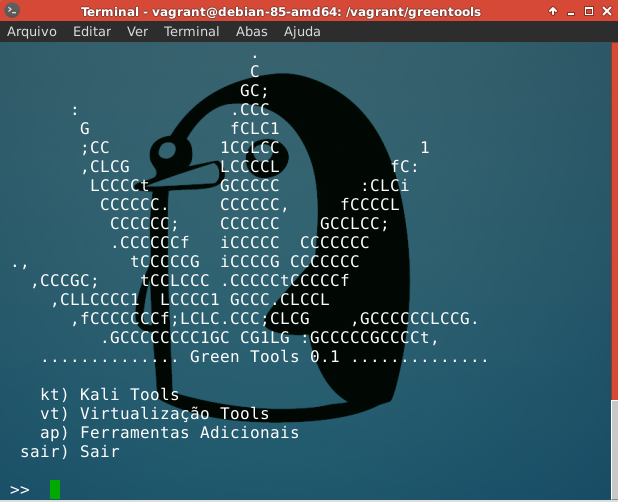 Terminal - vagrant@debian-85-amd64: /vagrant/greentools
Arquivo Editar Ver Terminal Abas Ajuda
                        .
                        C
                       GC;
      :               .CCC
       G              fCLC1
       ;CC           1CCLCC              1
       ,CLCG         LCCCCL           fC:
        LCCCCt       GCCCCC        :CLCi
         CCCCCC.     CCCCCC,     fCCCCL
          CCCCCC;    CCCCCC    GCCLCC;
          .CCCCCCf   iCCCCC  CCCCCCC
.,          tCCCCCG  iCCCCG CCCCCCC
  ,CCCGC;    tCCLCCC .CCCCCtCCCCCf
    ,CLLCCCC1  LCCCC1 GCCC.CLCCL
      ,fCCCCCCCf;LCLC.CCC;CLCG    ,GCCCCCCLCCG.
         .GCCCCCCCC1GC CG1LG :GCCCCCGCCCCt,
   .............. Green Tools 0.1 ..............
   kt) Kali Tools
   vt) Virtualização Tools
   ap) Ferramentas Adicionais
 sair) Sair
>>